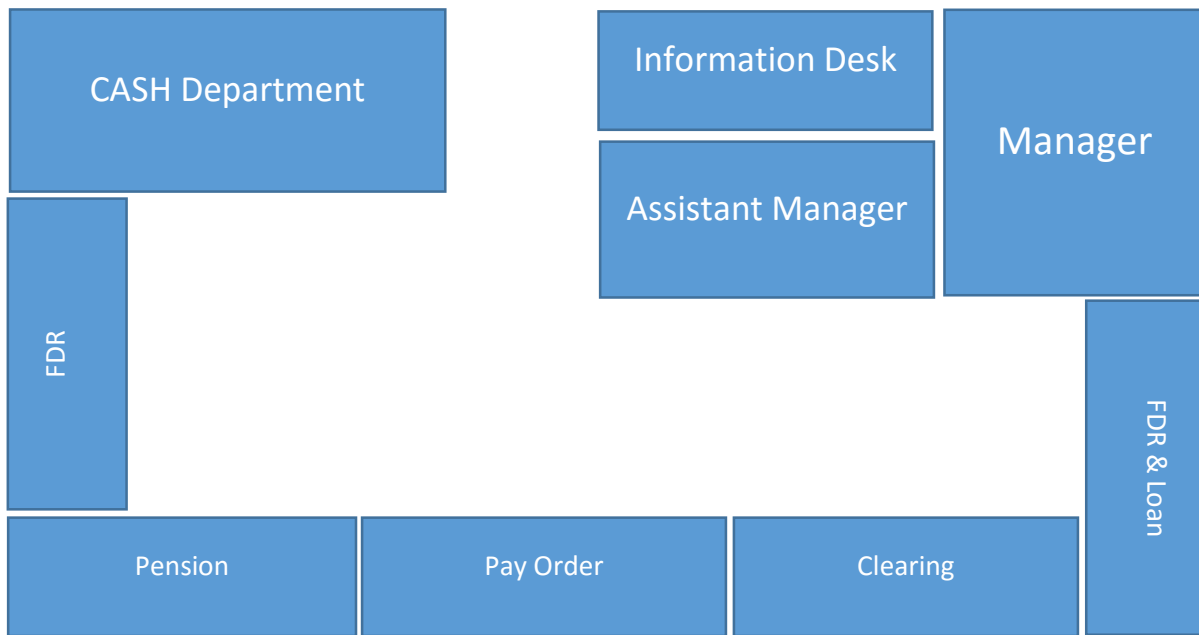 CASH Department
Information Desk
Manager
Assistant Manager
FDR
FDR & Loan
Pension
Pay Order
Clearing